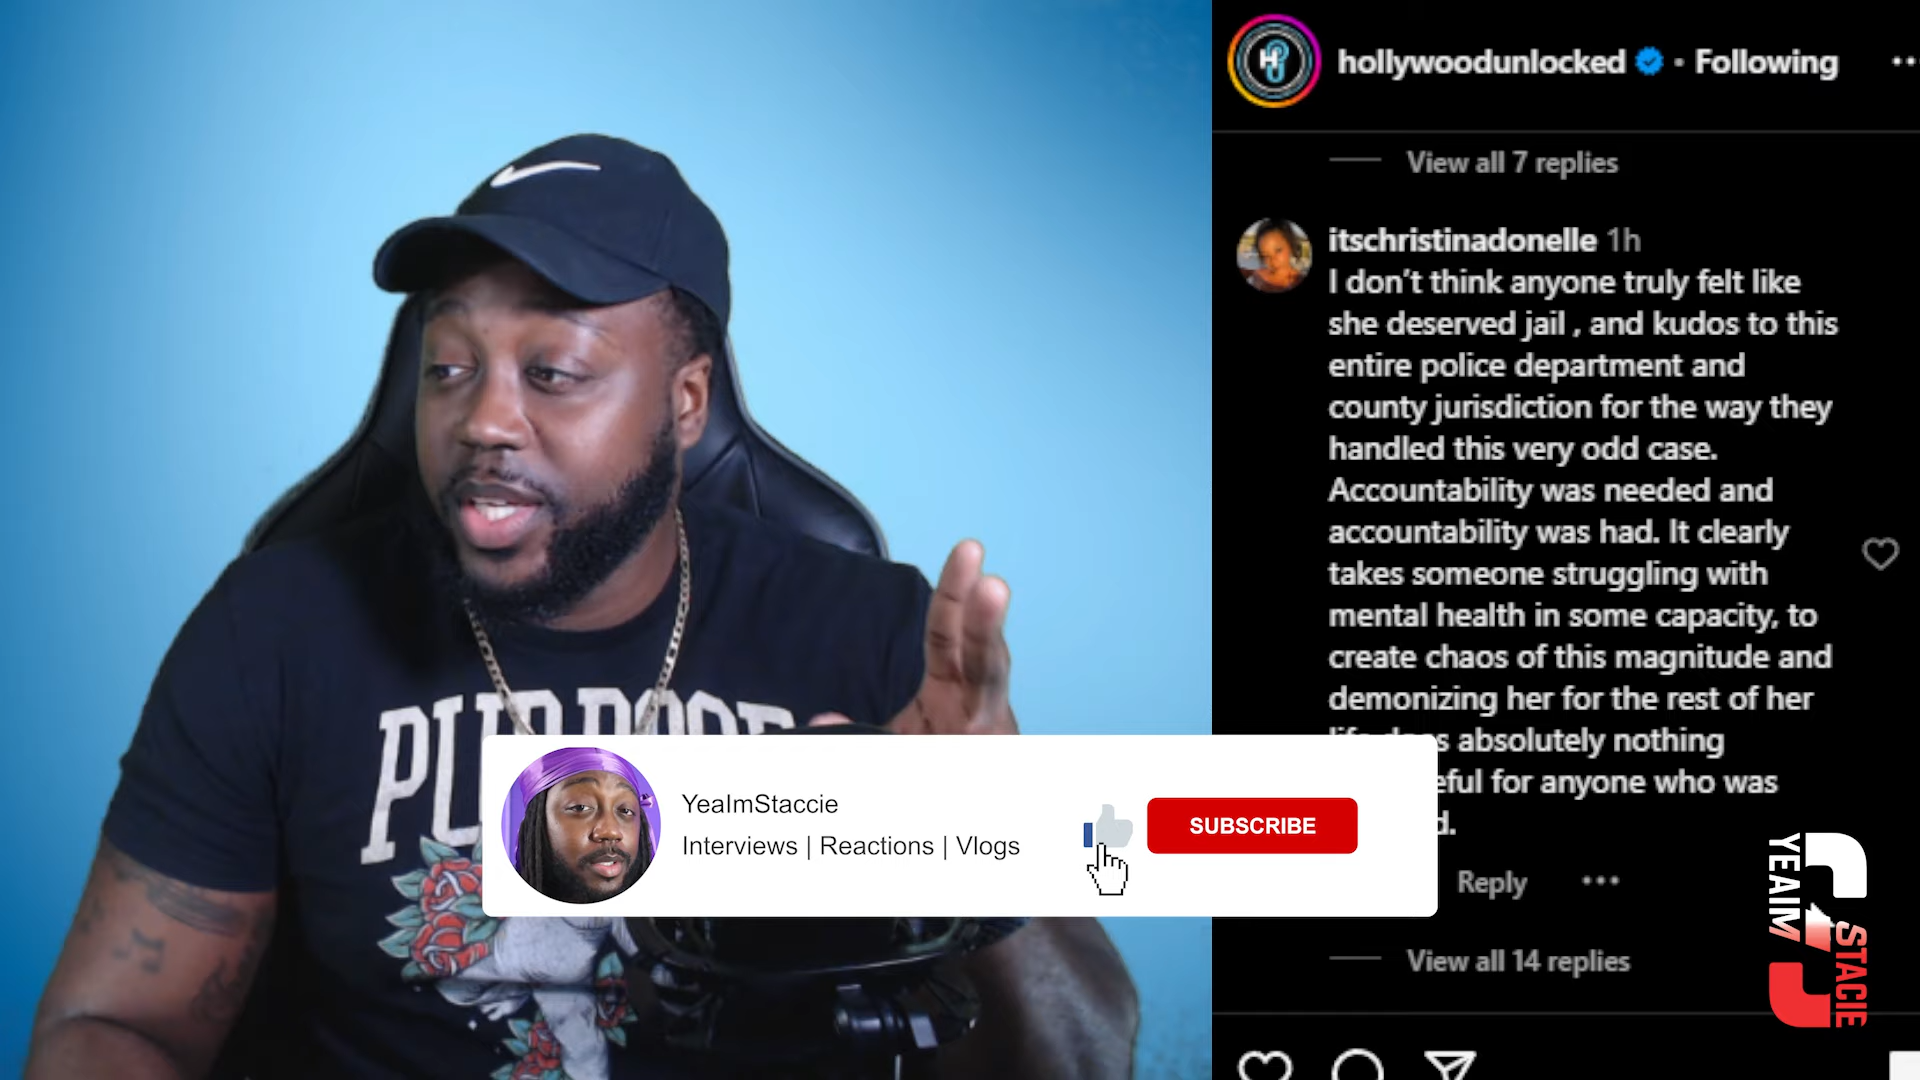 hollywoodunlocked • Following
View all 7 replies
itschristinadonelle 1h
I don’t think anyone truly felt like
she deserved jail , and kudos to this
entire police department and
county jurisdiction for the way they
handled this very odd case.
Accountability was needed and
accountability was had. It clearly
takes someone struggling with
mental health in some capacity, to
create chaos of this magnitude and
demonizing her for the rest of her
absolutely nothing
for anyone who was
Reply
View all 14 replies
YeaImStaccie
Interviews | Reactions | Vlogs
SUBSCRIBE
YEAIM
STACIE